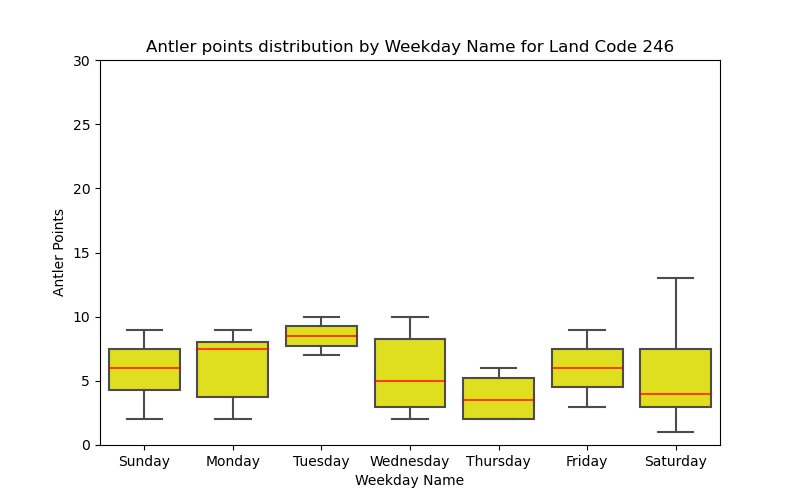 Antler points distribution by Weekday Name for Land Code 246
30
25
20
15
10
5
0
Antler Points
Sunday Monday Tuesday Wednesday Thursday Friday Saturday
Weekday Name